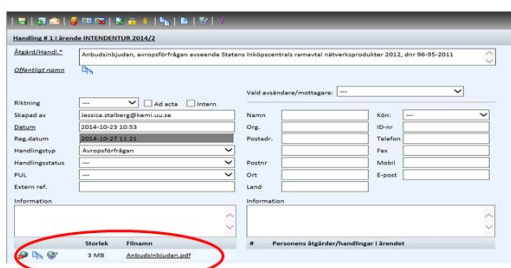 Handling # 1 i ärende INTENDENTUR 2014/2
Åtgärd/Handl.* Anbudsinbjudan, avropsförfrågan avseende Statens Inköpscentrals ramavtal nätverksprodukter 2012, dnr 96-95-2011
Offentligt namn
Vald avsändare/mottagare: ---
Riktning --- Ad acta Intern
Skapad av Jessica.stalberg@kemi.uu.se Namn Kön: ---
Datum 2014-10-23 10:53 Org. ID-nr
Reg.datum 2014-10-27 11:21 Postadr. Telefon
Handlingstyp Avropsförfrågan Fax
Handlingsstatus --- Postnr Mobil
PUL --- Ort E-post
Extern ref. Land
Information Information
Storlek Filnamn # Personens åtgärder/handlingar i ärendet
3 MB Anbudsinbjudan.pdf